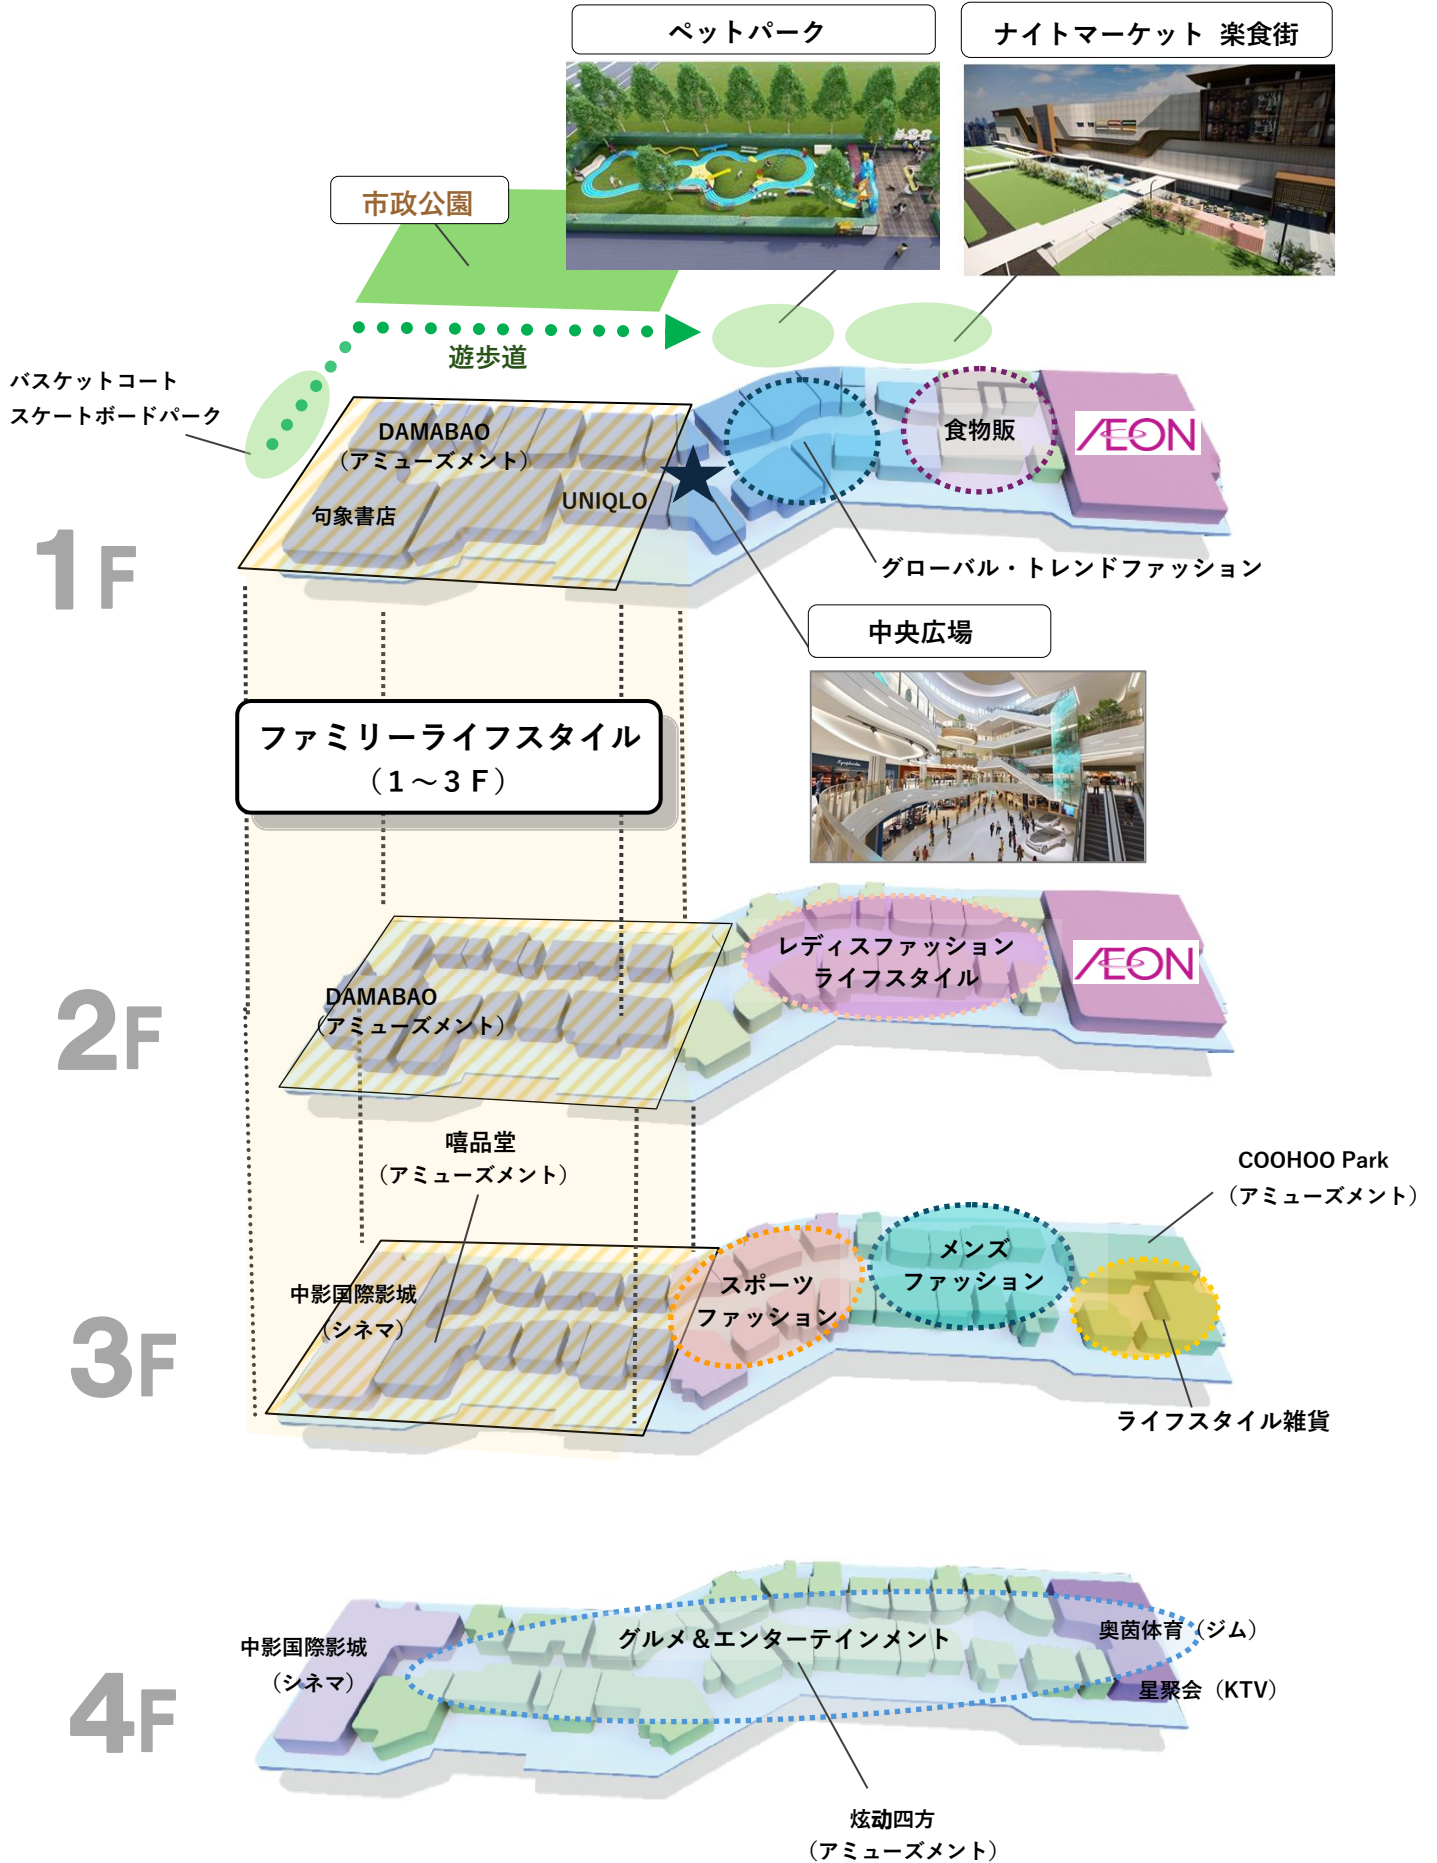 ペットパーク
ナイトマーケット 楽食街
市政公園
遊歩道
バスケットコート
スケートボードパーク
DAMABAO
（アミューズメント）
句象書店
UNIQLO
食物販
ÆON
1F
グローバル・トレンドファッション
中央広場
ファミリーライフスタイル
（１～３Ｆ）
レディスファッション
ライフスタイル
ÆON
DAMABAO
（アミューズメント）
2F
嘻品堂
（アミューズメント）
COOHOO Park
（アミューズメント）
メンズ
ファッション
スポーツ
ファッション
中影国際影城
（シネマ）
3F
ライフスタイル雑貨
グルメ＆エンターテインメント
奥茵体育（ジム）
中影国際影城
（シネマ）
星聚会（KTV）
4F
炫动四方
（アミューズメント）